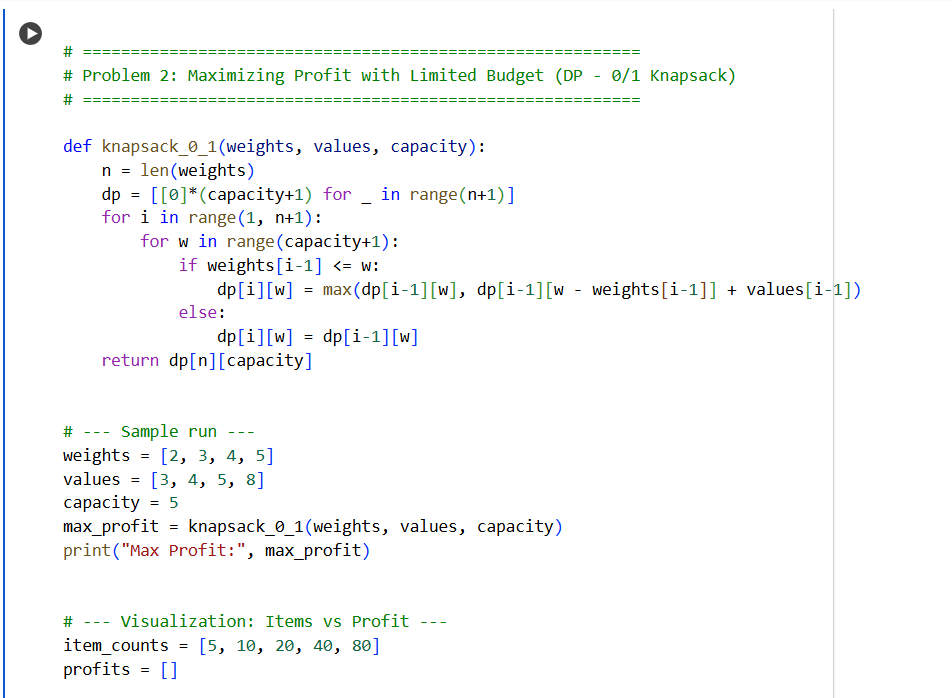 # ==========================================================
# Problem 2: Maximizing Profit with Limited Budget (DP - 0/1 Knapsack)
# ==========================================================
def knapsack_0_1(weights, values, capacity):
    n = len(weights)
    dp = [[0]*(capacity+1) for _ in range(n+1)]
    for i in range(1, n+1):
        for w in range(capacity+1):
            if weights[i-1] <= w:
                dp[i][w] = max(dp[i-1][w], dp[i-1][w - weights[i-1]] + values[i-1])
            else:
                dp[i][w] = dp[i-1][w]
    return dp[n][capacity]
# --- Sample run ---
weights = [2, 3, 4, 5]
values = [3, 4, 5, 8]
capacity = 5
max_profit = knapsack_0_1(weights, values, capacity)
print("Max Profit:", max_profit)
# --- Visualization: Items vs Profit ---
item_counts = [5, 10, 20, 40, 80]
profits = []